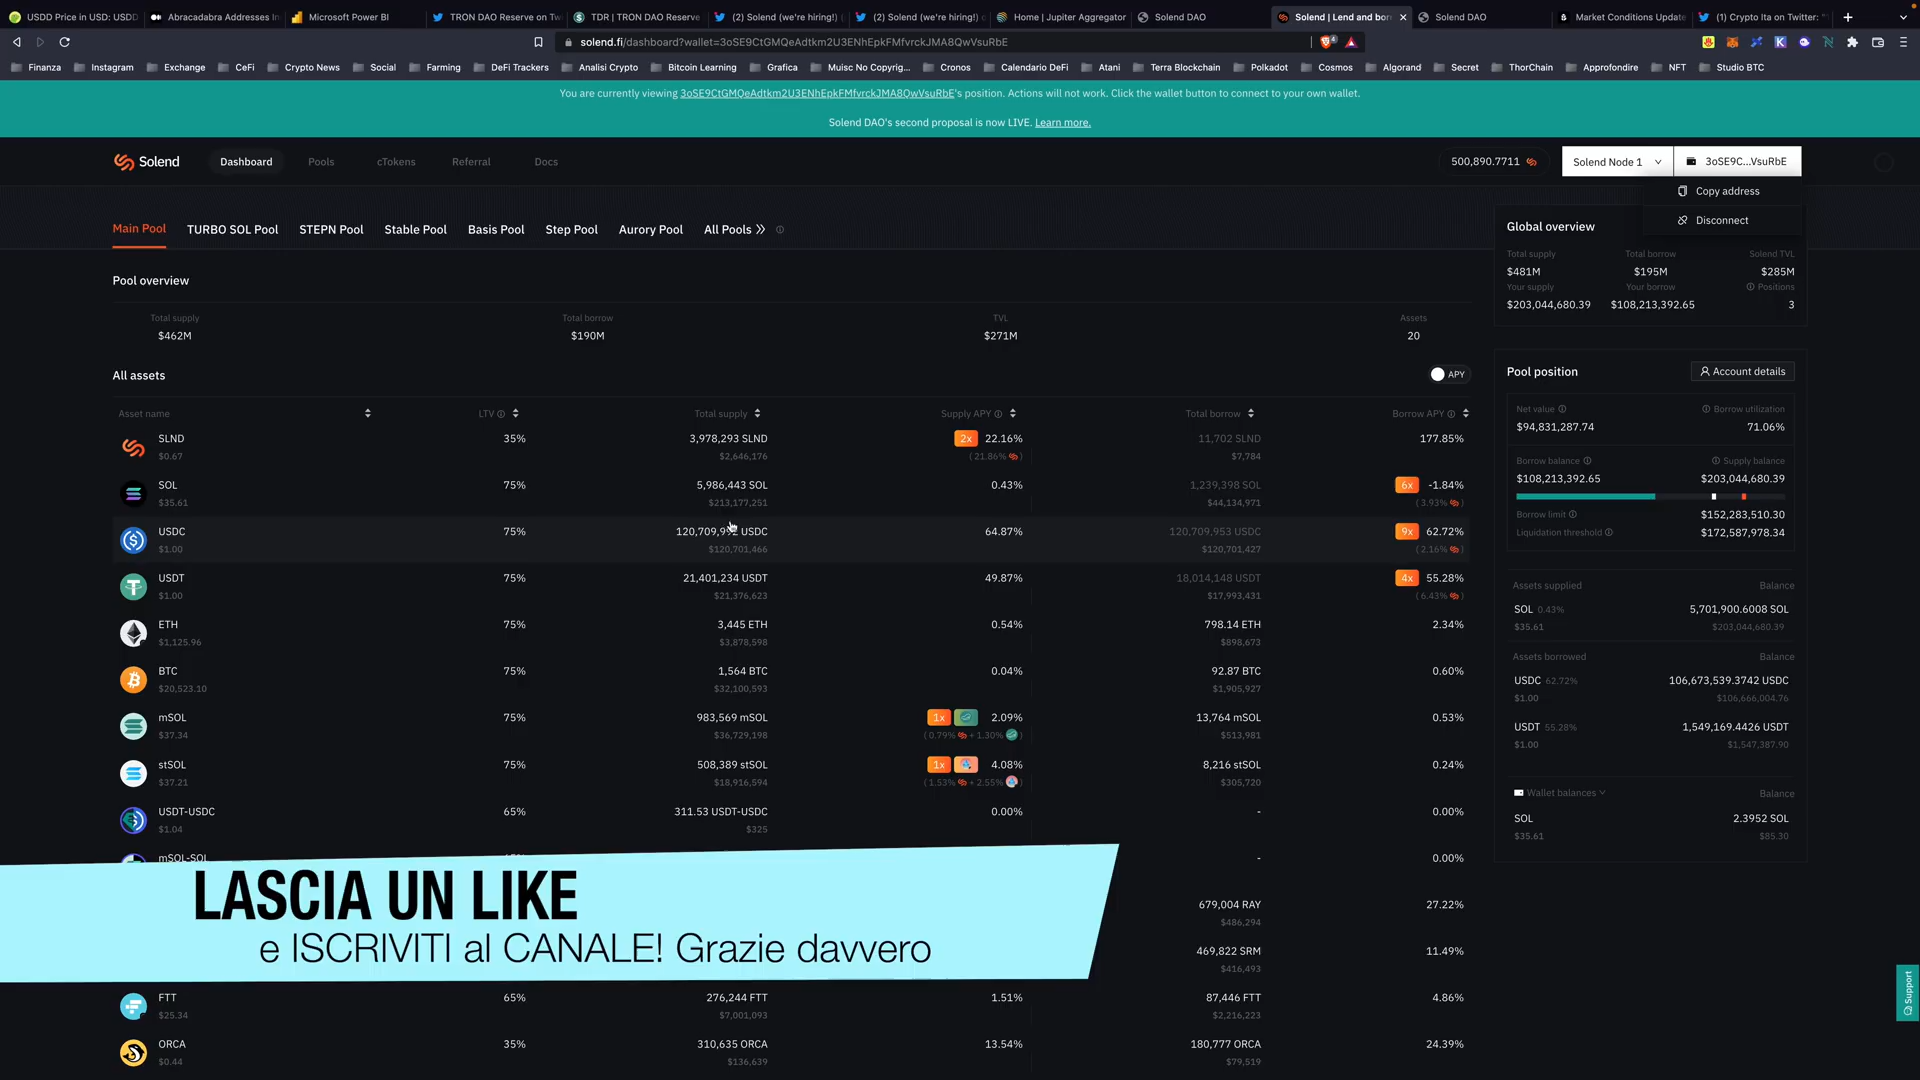 USDD Price in USD: USDD
Abracadabra Addresses In
Microsoft Power BI
TRON DAO Reserve on Tw
TDR | TRON DAO Reserve
(2) Solend (we're hiring!) (
(2) Solend (we're hiring!) c
Home | Jupiter Aggregator
Solend DAO
Solend | Lend and bor
Solend DAO
Market Conditions Update
(1) Crypto Ita on Twitter: "
solend.fi/dashboard?wallet=3oSE9CtGMQeAdtkm2U3ENhEpkFMfvrckJMA8QwVsuRbE
Finanza Instagram Exchange CeFi Crypto News Social Farming DeFi Trackers Analisi Crypto Bitcoin Learning Grafica Muisc No Copyrig... Cronos Calendario DeFi Atani Terra Blockchain Polkadot Cosmos Algorand Secret ThorChain Approfondire NFT Studio BTC
You are currently viewing 3oSE9CtGMQeAdtkm2U3ENhEpkFMfvrckJMA8QwVsuRbE's position. Actions will not work. Click the wallet button to connect to your own wallet.
Solend DAO's second proposal is now LIVE. Learn more.
Solend Dashboard Pools cTokens Referral Docs 500,890.7711 Solend Node 1 3oSE9C...VsuRbE
Copy address
Disconnect
Main Pool TURBO SOL Pool STEPN Pool Stable Pool Basis Pool Step Pool Aurory Pool All Pools
Pool overview
Total supply Total borrow TVL Assets
$462M $190M $271M 20
All assets APY
Asset name LTV Total supply Supply APY Total borrow Borrow APY
SLND 35% 3,978,293 SLND 2x 22.16% 11,702 SLND 177.85%
$0.67 $2,646,176 (21.86%) $7,784
SOL 75% 5,986,443 SOL 0.43% 1,239,398 SOL 6x -1.84%
$35.61 $213,177,251 $44,134,971 (3.93%)
USDC 75% USDC 64.87% 120,709,953 USDC 9x 62.72%
$1.00 $120,701,466 $120,701,427 (2.16%)
USDT 75% 21,401,234 USDT 49.87% 18,014,148 USDT 4x 55.28%
$1.00 $21,376,623 $17,993,431 (6.43%)
ETH 75% 3,445 ETH 0.54% 798.14 ETH 2.34%
$1,125.96 $3,878,598 $898,673
BTC 75% 1,564 BTC 0.04% 92.87 BTC 0.60%
$20,523.10 $32,100,593 $1,905,927
mSOL 75% 983,569 mSOL 1x 2.09% 13,764 mSOL 0.53%
$37.34 $36,729,198 (0.79% + 1.30%) $513,981
stSOL 75% 508,389 stSOL 1x 4.08% 8,216 stSOL 0.24%
$37.21 $18,916,594 (1.53% + 2.55%) $305,720
USDT-USDC 65% 311.53 USDT-USDC 0.00% - 0.00%
$1.04 $325
mSOL-SOL - 0.00%
679,004 RAY 27.22%
$486,294
469,822 SRM 11.49%
$416,493
FTT 65% 276,244 FTT 1.51% 87,446 FTT 4.86%
$25.34 $7,001,093 $2,216,223
ORCA 35% 310,635 ORCA 13.54% 180,777 ORCA 24.39%
$0.44 $136,639 $79,519
Global overview
Total supply Total borrow Solend TVL
$481M $195M $285M
Your supply Your borrow Positions
$203,044,680.39 $108,213,392.65 3
Pool position Account details
Net value Borrow utilization
$94,831,287.74 71.06%
Borrow balance Supply balance
$108,213,392.65 $203,044,680.39
Borrow limit $152,283,510.30
Liquidation threshold $172,587,978.34
Assets supplied Balance
SOL 0.43% 5,701,900.6008 SOL
$35.61 $203,044,680.39
Assets borrowed Balance
USDC 62.72% 106,673,539.3742 USDC
$1.00 $106,666,004.76
USDT 55.28% 1,549,169.4426 USDT
$1.00 $1,547,387.90
Wallet balances Balance
SOL 2.3952 SOL
$35.61 $85.30
LASCIA UN LIKE
e ISCRIVITI al CANALE! Grazie davvero
Support